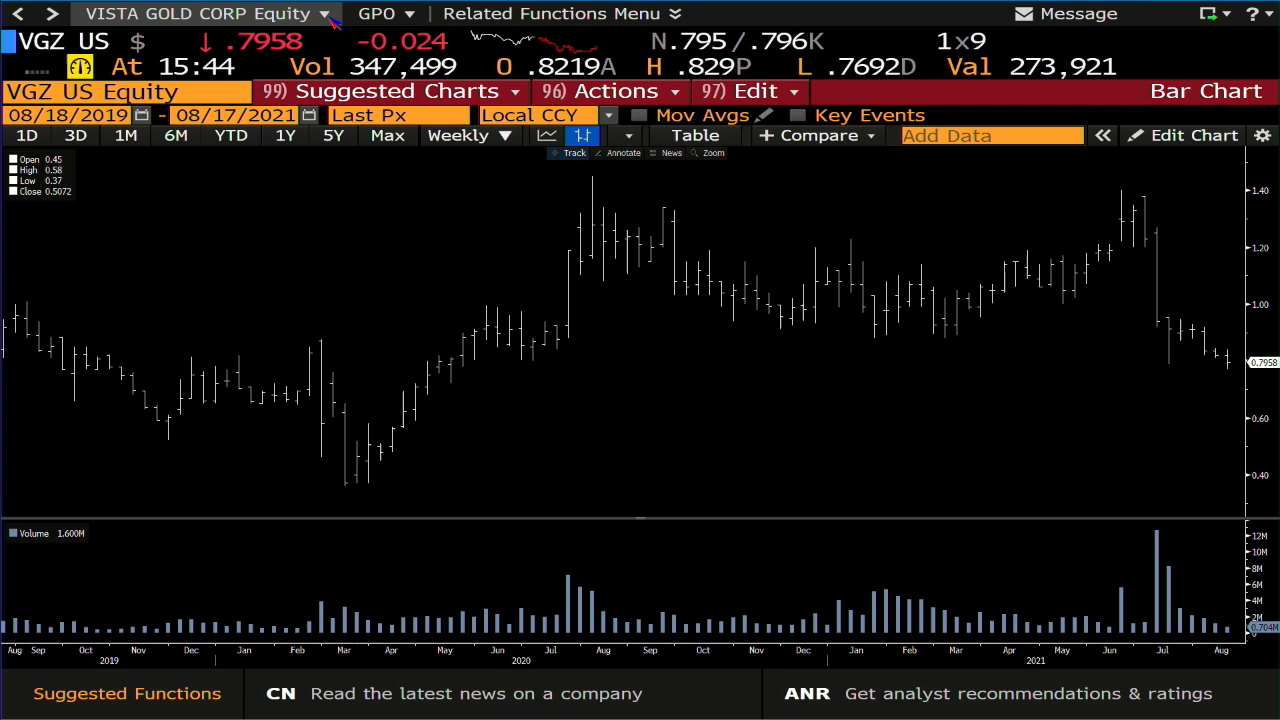 < > VISTA GOLD CORP Equity GPO Related Functions Menu Message ?
VGZ US $ ↓ .7958 -0.024 N.795 / .796K 1x9
At 15:44 Vol 347,499 O .8219A H .829P L .7692D Val 273,921
VGZ US Equity 99) Suggested Charts 96) Actions 97) Edit Bar Chart
08/18/2019 - 08/17/2021 Last Px Local CCY Mov Avgs Key Events
1D 3D 1M 6M YTD 1Y 5Y Max Weekly ▼ Table + Compare Add Data « Edit Chart
Track Annotate News Zoom
Open 0.45
High 0.58
Low 0.37
Close 0.5072
1.40
1.20
1.00
0.7958
0.60
0.40
Volume 1.600M
12M
10M
8M
6M
4M
2M
0.704M
0
Aug Sep Oct Nov Dec Jan Feb Mar Apr May Jun Jul Aug Sep Oct Nov Dec Jan Feb Mar Apr May Jun Jul Aug
2019 2020 2021
Suggested Functions CN Read the latest news on a company ANR Get analyst recommendations & ratings